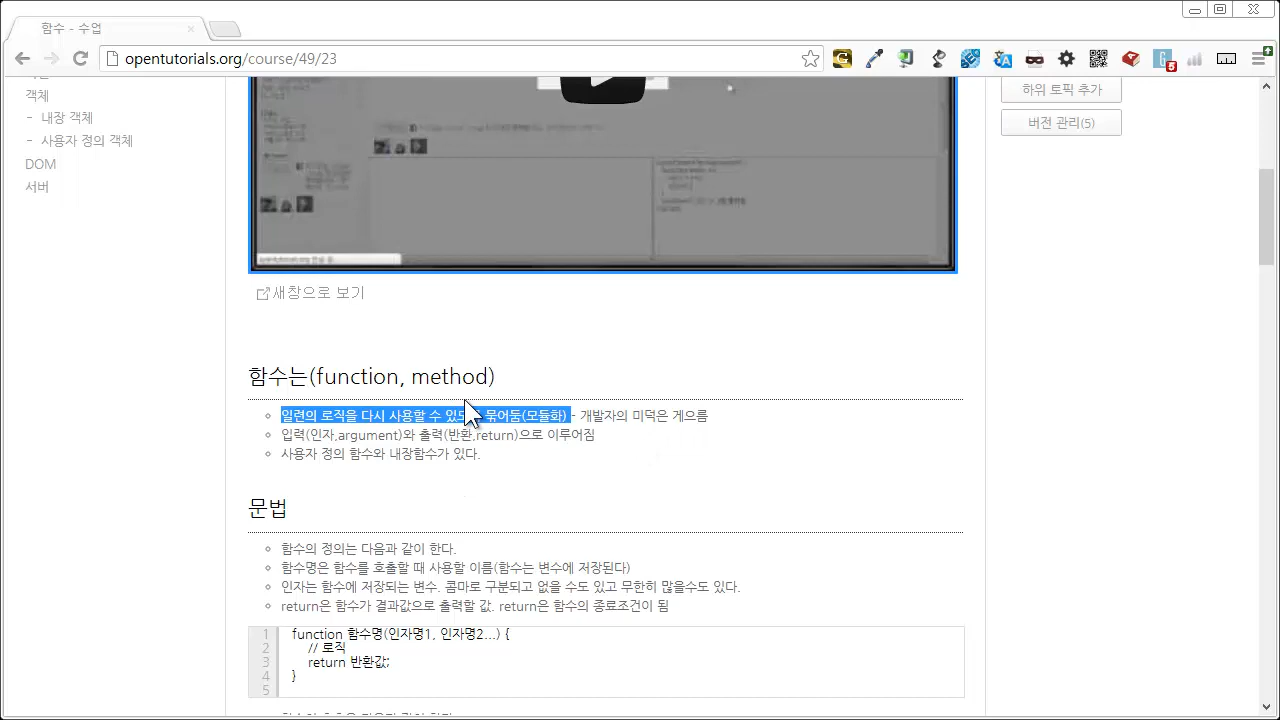 함수 - 수업
opentutorials.org/course/49/23
5
객체
- 내장 객체
- 사용자 정의 객체
DOM
서버
하위 토픽 추가
버전 관리(5)
새창으로 보기
함수는(function, method)
일련의 로직을 다시 사용할 수 묶어둠(모듈화) - 개발자의 미덕은 게으름
입력(인자,argument)와 출력(반환,return)으로 이루어짐
사용자 정의 함수와 내장함수가 있다.
문법
함수의 정의는 다음과 같이 한다.
함수명은 함수를 호출할 때 사용할 이름(함수는 변수에 저장된다)
인자는 함수에 저장되는 변수. 콤마로 구분되고 없을 수도 있고 무한히 많을수도 있다.
return은 함수가 결과값으로 출력할 값. return은 함수의 종료조건이 됨
1 function 함수명(인자명1, 인자명2...) {
2 // 로직
3 return 반환값;
4 }
5